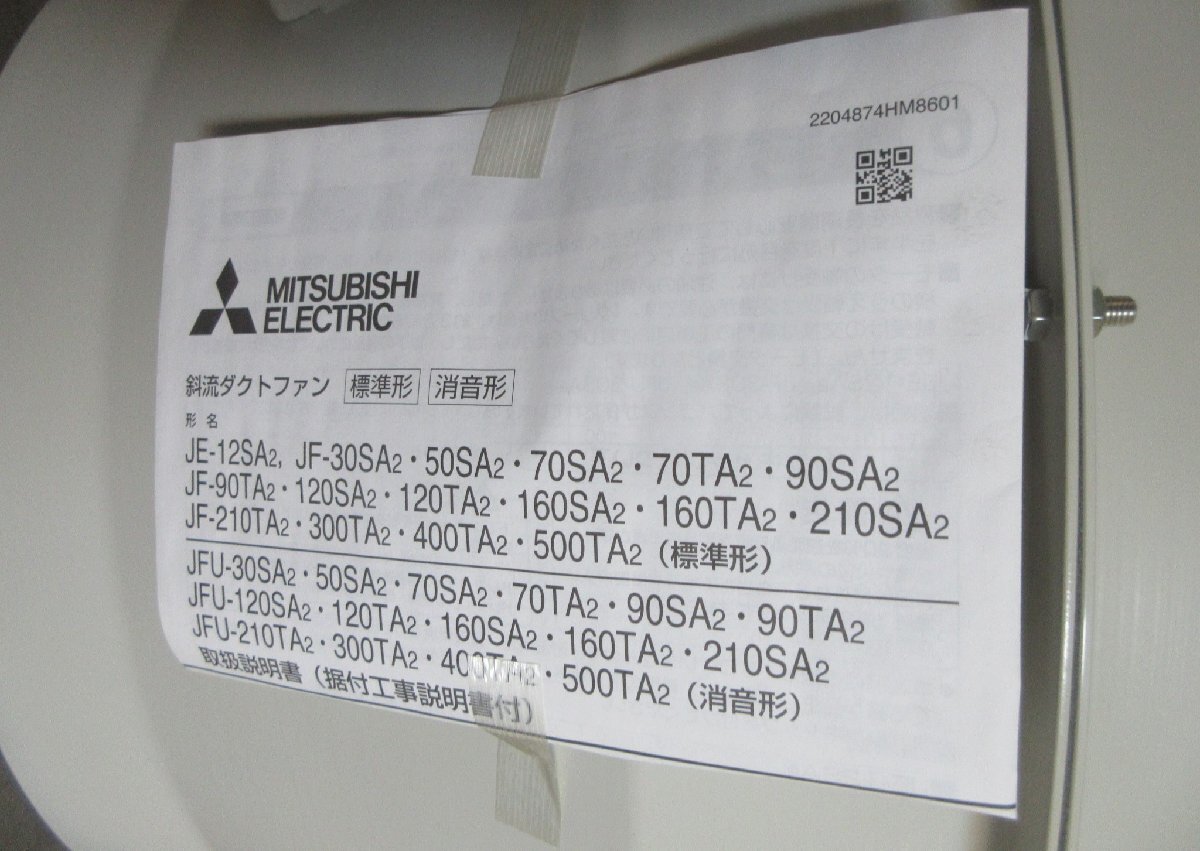 2204874HM8601
MITSUBISHI
ELECTRIC
斜流ダクトファン 標準形 消音形
形名
JE-12SA2, JF-30SA2・50SA2・70SA2・70TA2・90SA2
JF-90TA2・120SA2・120TA2・160SA2・160TA2・210SA2
JF-210TA2・300TA2・400TA2・500TA2(標準形)
JFU-30SA2・50SA2・70SA2・70TA2・90SA2・90TA2
JFU-120SA2・120TA2・160SA2・160TA2・210SA2
JFU-210TA2・300TA2・400TA2・500TA2(消音形)
取扱説明書(据付工事説明書付)